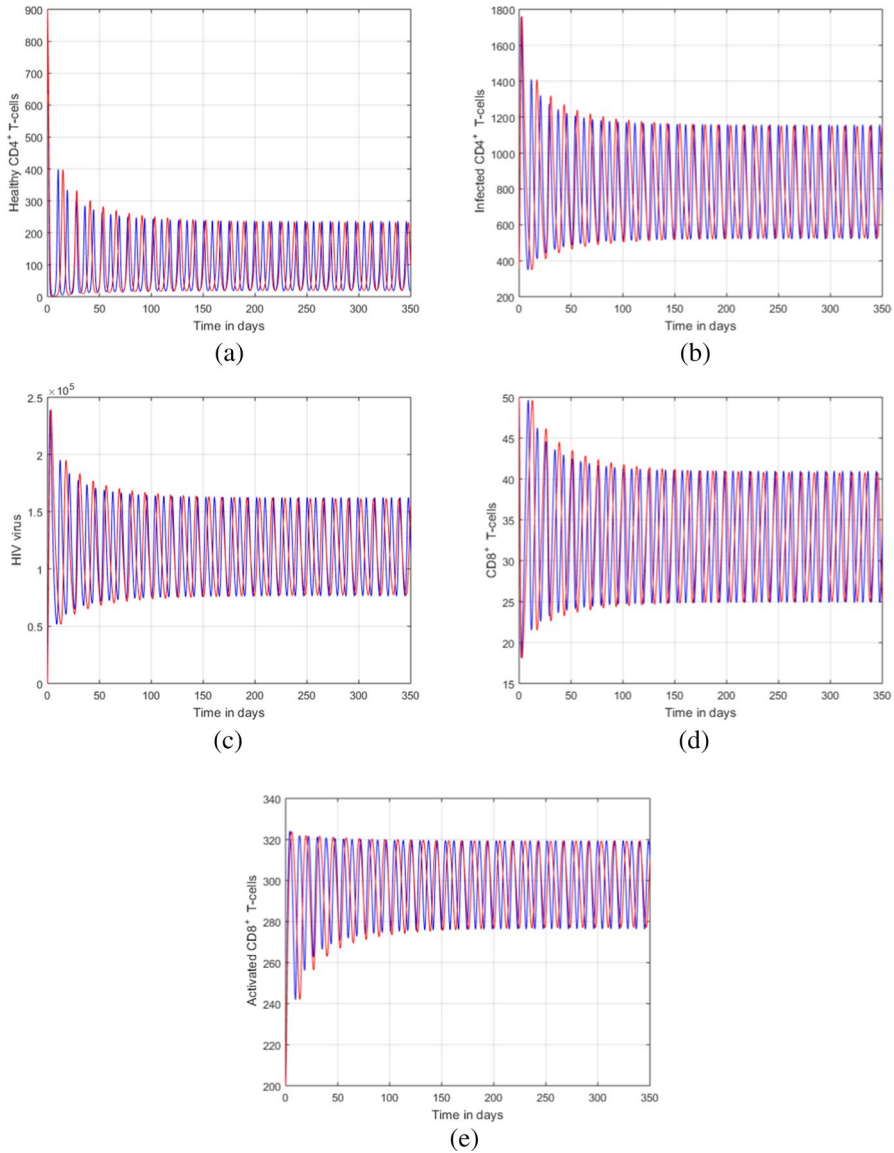 900
800
700
600
500
400
300
200
100
0
Healthy CD4+ T-cells
0 50 100 150 200 250 300 350
Time in days
(a)
1800
1600
1400
1200
1000
800
600
400
200
Infected CD4+ T-cells
0 50 100 150 200 250 300 350
Time in days
(b)
× 10^5
2.5
2
1.5
1
0.5
0
HIV virus
0 50 100 150 200 250 300 350
Time in days
(c)
50
45
40
35
30
25
20
15
CD8+ T-cells
0 50 100 150 200 250 300 350
Time in days
(d)
340
320
300
280
260
240
220
200
Activated CD8+ T-cells
0 50 100 150 200 250 300 350
Time in days
(e)